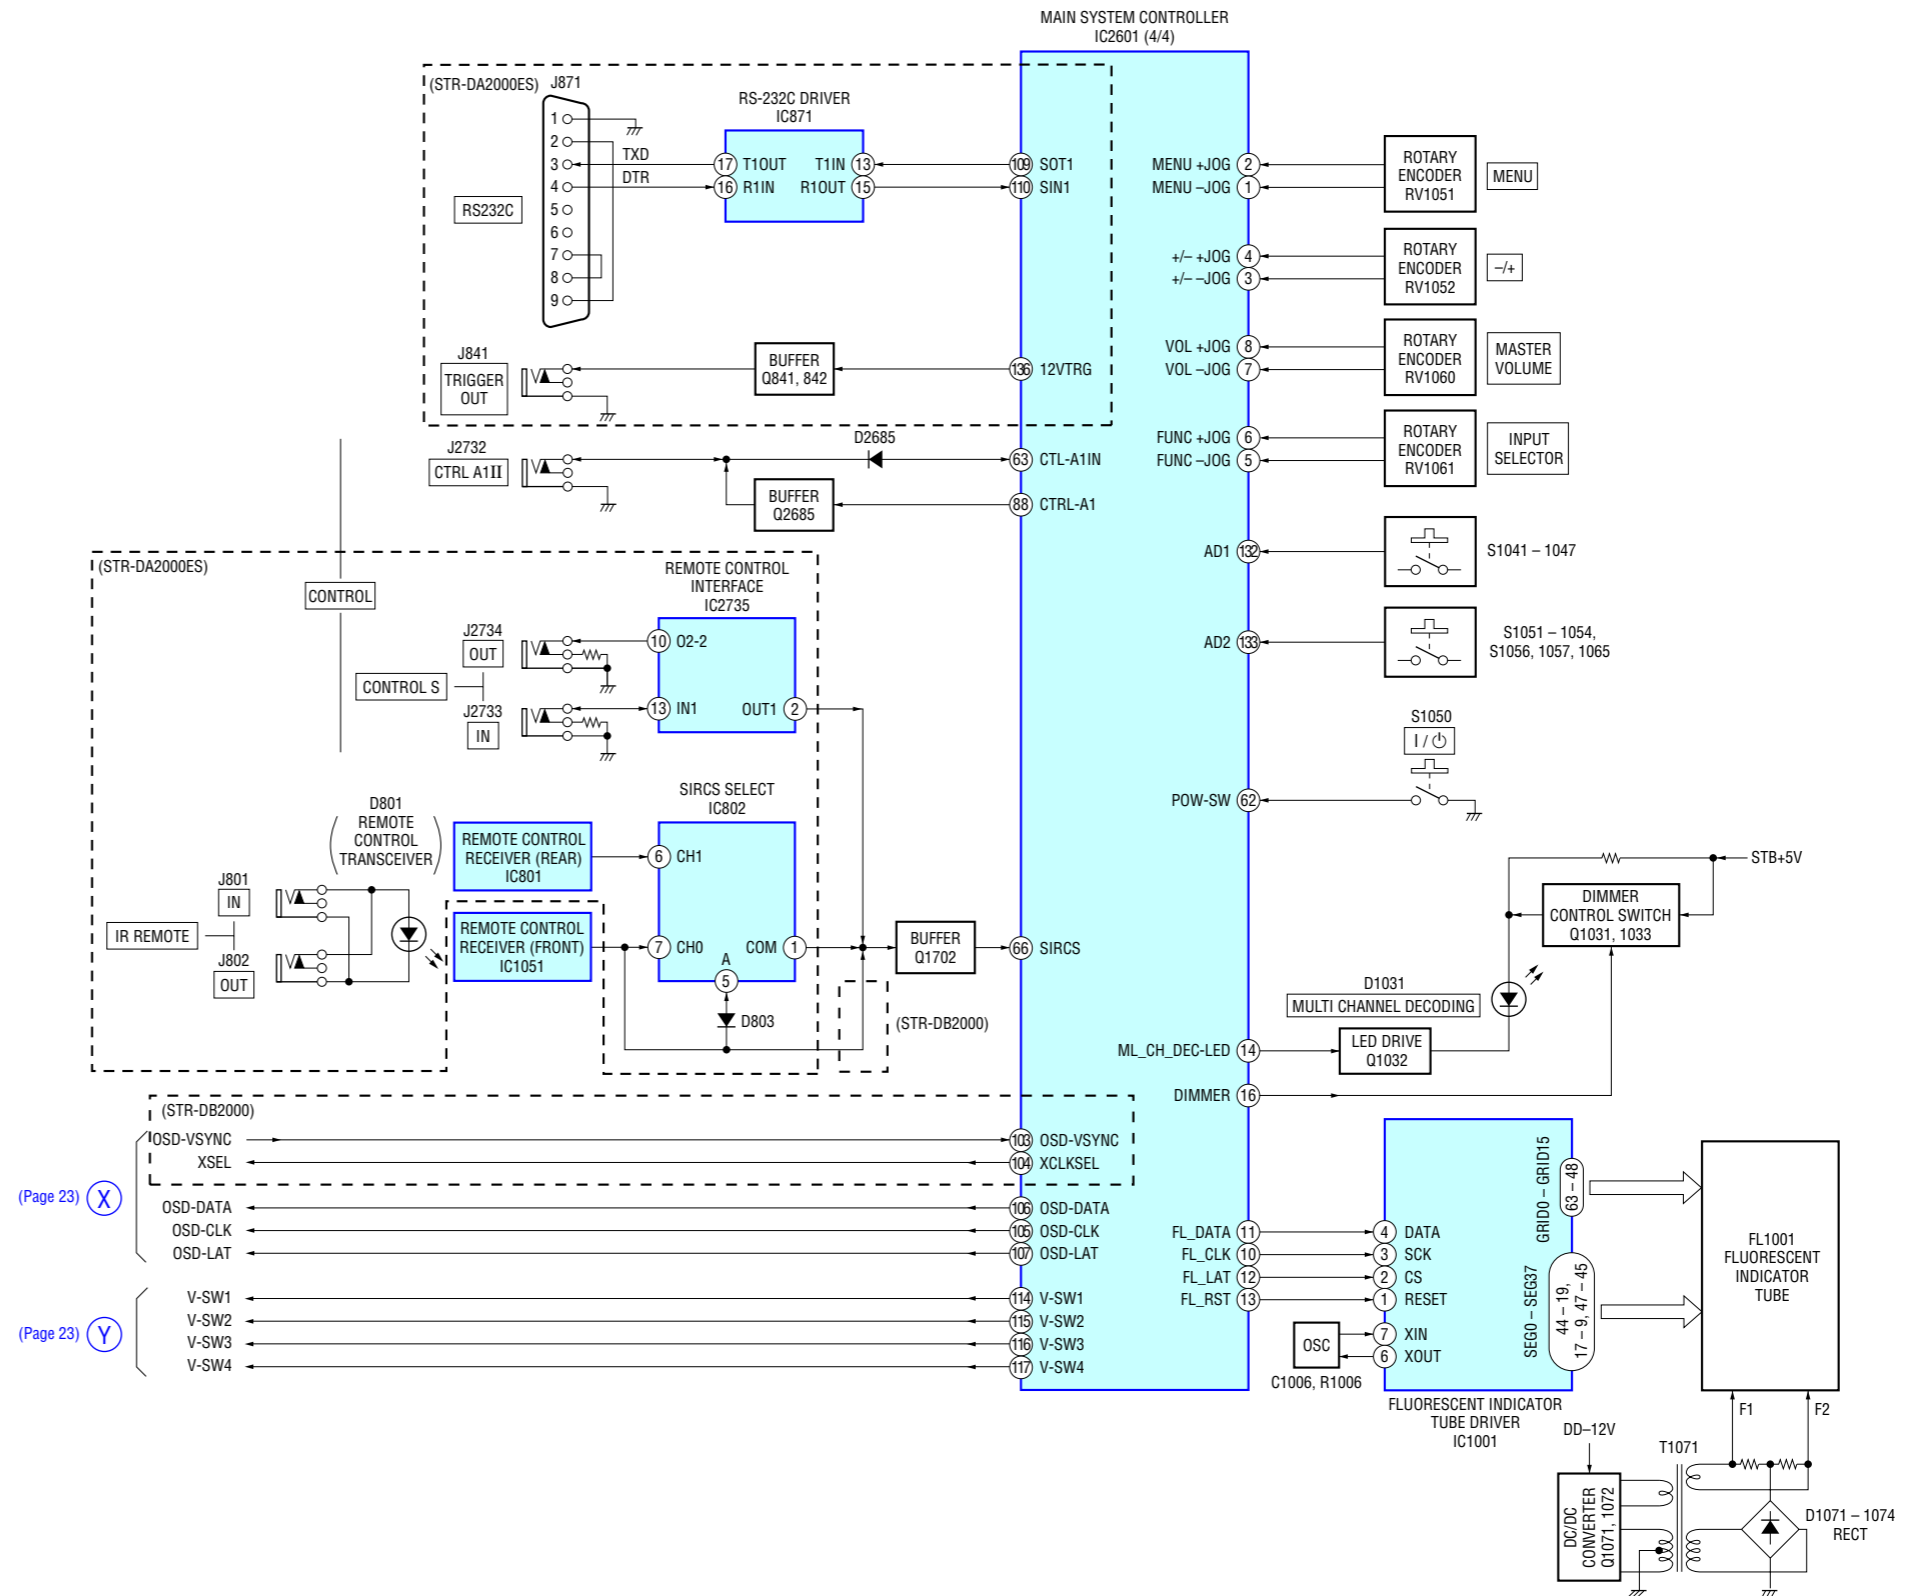 MAIN SYSTEM CONTROLLER
IC2601 (4/4)
(STR-DA2000ES)
J871
1
2
3
4
5
6
7
8
9
RS232C
TXD
DTR
RS-232C DRIVER
IC871
17 T1OUT
T1IN 13
16 R1IN
R1OUT 15
109 SOT1
110 SIN1
J841
TRIGGER
OUT
BUFFER
Q841, 842
136 12VTRG
J2732
CTRL A1II
D2685
63 CTL-A1IN
BUFFER
Q2685
88 CTRL-A1
MENU +JOG 2
MENU –JOG 1
ROTARY
ENCODER
RV1051
MENU
+/– +JOG 4
+/– –JOG 3
ROTARY
ENCODER
RV1052
–/+
VOL +JOG 8
VOL –JOG 7
ROTARY
ENCODER
RV1060
MASTER
VOLUME
FUNC +JOG 6
FUNC –JOG 5
ROTARY
ENCODER
RV1061
INPUT
SELECTOR
AD1 132
S1041 – 1047
AD2 133
S1051 – 1054,
S1056, 1057, 1065
S1050
I / ⏻
POW-SW 62
(STR-DA2000ES)
CONTROL
REMOTE CONTROL
INTERFACE
IC2735
J2734
OUT
10 O2-2
CONTROL S
J2733
IN
13 IN1
OUT1 2
SIRCS SELECT
IC802
D801
REMOTE
CONTROL
TRANSCEIVER
REMOTE CONTROL
RECEIVER (REAR)
IC801
6 CH1
J801
IN
IR REMOTE
J802
OUT
REMOTE CONTROL
RECEIVER (FRONT)
IC1051
7 CH0
COM 1
A
5
D803
BUFFER
Q1702
66 SIRCS
(STR-DB2000)
STB+5V
DIMMER
CONTROL SWITCH
Q1031, 1033
D1031
MULTI CHANNEL DECODING
ML_CH_DEC-LED 14
LED DRIVE
Q1032
DIMMER 16
(STR-DB2000)
OSD-VSYNC
103 OSD-VSYNC
XSEL
104 XCLKSEL
(Page 23) X
OSD-DATA
106 OSD-DATA
OSD-CLK
105 OSD-CLK
OSD-LAT
107 OSD-LAT
(Page 23) Y
V-SW1
114 V-SW1
V-SW2
115 V-SW2
V-SW3
116 V-SW3
V-SW4
117 V-SW4
FL_DATA 11
FL_CLK 10
FL_LAT 12
FL_RST 13
4 DATA
3 SCK
2 CS
1 RESET
7 XIN
6 XOUT
OSC
C1006, R1006
GRID0 – GRID15
63 – 48
SEG0 – SEG37
44 – 19,
17 – 9, 47 – 45
FLUORESCENT INDICATOR
TUBE DRIVER
IC1001
FL1001
FLUORESCENT
INDICATOR
TUBE
F1
F2
DD–12V
T1071
DC/DC
CONVERTER
Q1071, 1072
D1071 – 1074
RECT